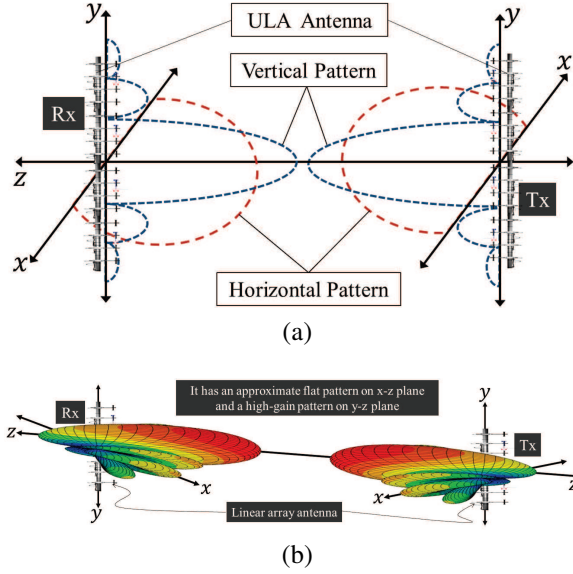 y
ULA Antenna
y
x
Vertical Pattern
Rx
z
Tx
x
Horizontal Pattern
(a)
It has an approximate flat pattern on x-z plane
and a high-gain pattern on y-z plane
y
Rx
Tx
z
x
x
z
y
Linear array antenna
(b)